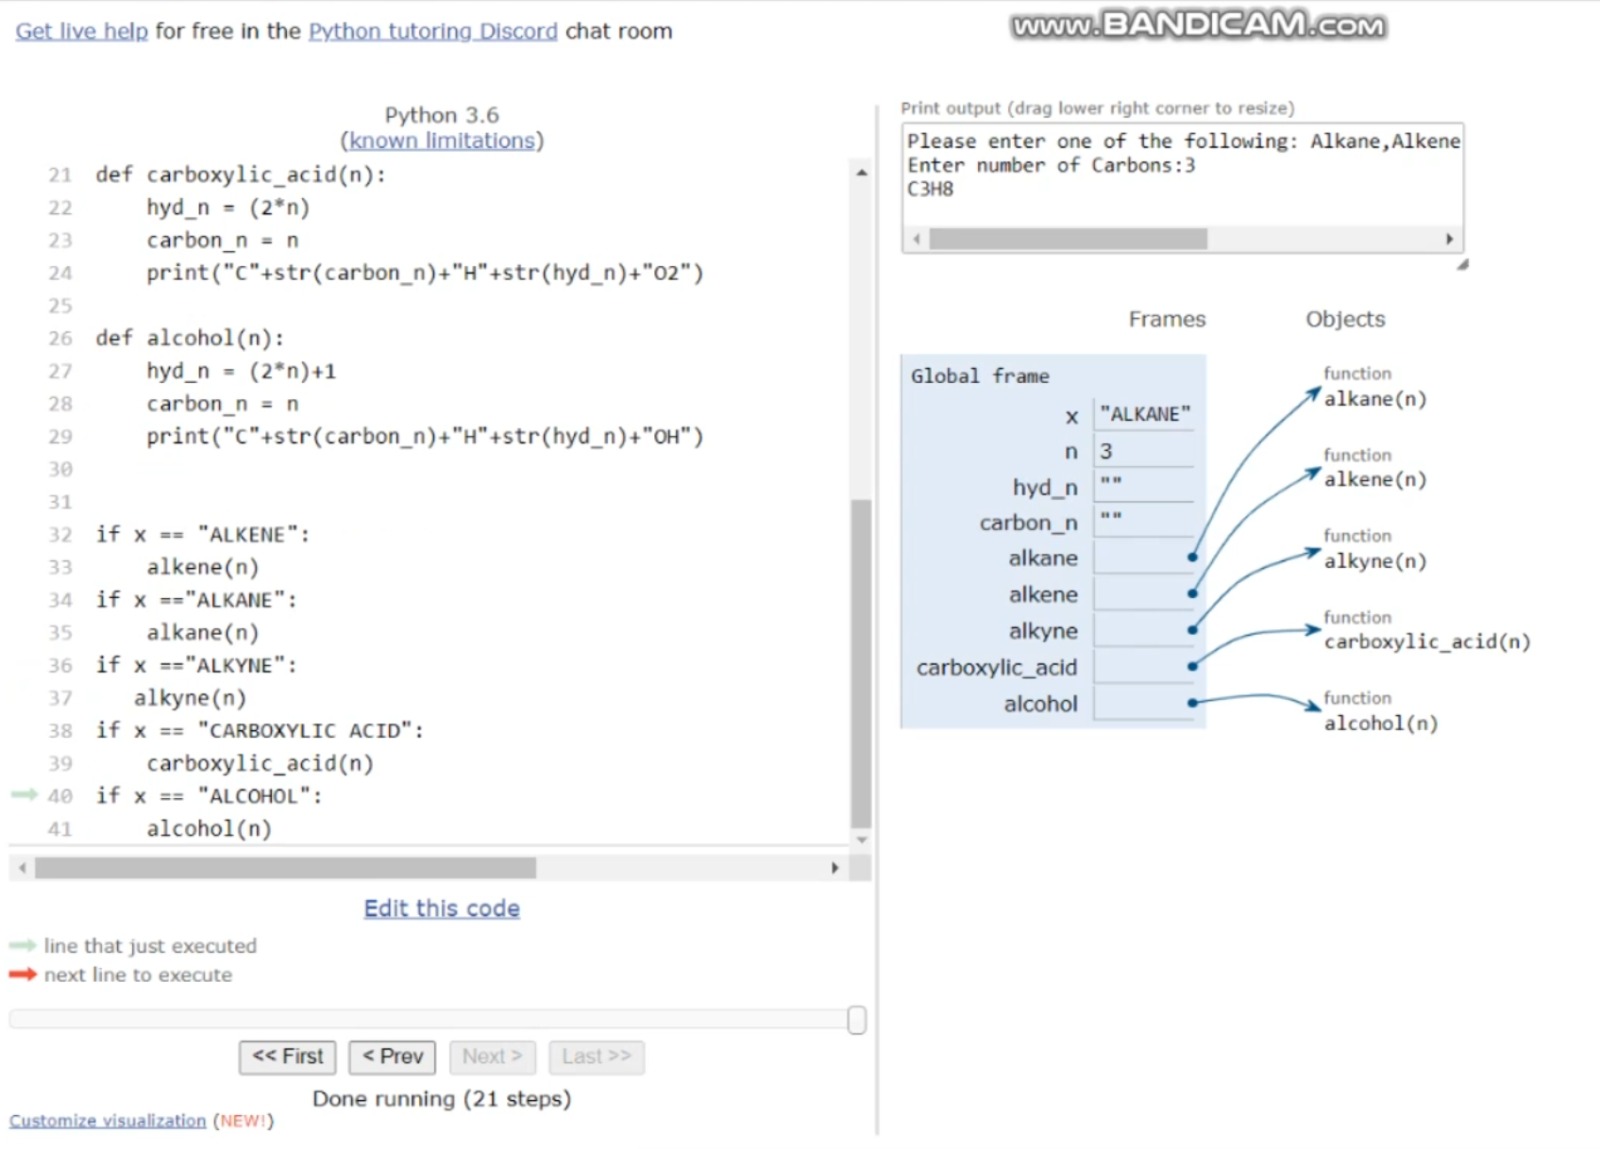 Get live help for free in the Python tutoring Discord chat room
www.BANDICAM.COM
Python 3.6
(known limitations)
21 def carboxylic_acid(n):
22     hyd_n = (2*n)
23     carbon_n = n
24     print("C"+str(carbon_n)+"H"+str(hyd_n)+"O2")
25
26 def alcohol(n):
27     hyd_n = (2*n)+1
28     carbon_n = n
29     print("C"+str(carbon_n)+"H"+str(hyd_n)+"OH")
30
31
32 if x == "ALKENE":
33     alkene(n)
34 if x =="ALKANE":
35     alkane(n)
36 if x =="ALKYNE":
37    alkyne(n)
38 if x == "CARBOXYLIC ACID":
39     carboxylic_acid(n)
40 if x == "ALCOHOL":
41     alcohol(n)
Edit this code
line that just executed
next line to execute
<< First < Prev Next > Last >>
Done running (21 steps)
Customize visualization (NEW!)
Print output (drag lower right corner to resize)
Please enter one of the following: Alkane,Alkene
Enter number of Carbons:3
C3H8
Frames Objects
Global frame
x "ALKANE"
n 3
hyd_n ""
carbon_n ""
alkane
alkene
alkyne
carboxylic_acid
alcohol
function
alkane(n)
function
alkene(n)
function
alkyne(n)
function
carboxylic_acid(n)
function
alcohol(n)